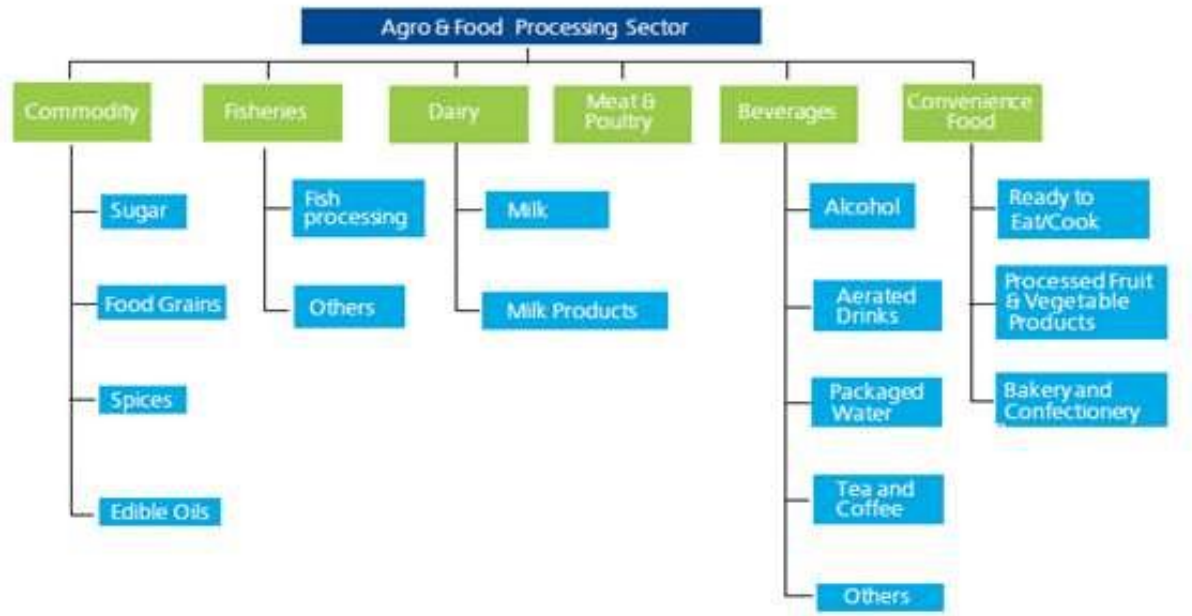 Agro & Food Processing Sector
Commodity
Fisheries
Dairy
Meat &
Poultry
Beverages
Convenience
Food
Sugar
Food Grains
Spices
Edible Oils
Fish
processing
Others
Milk
Milk Products
Alcohol
Aerated
Drinks
Packaged
Water
Tea and
Coffee
Others
Ready to
Eat/Cook
Processed Fruit
& Vegetable
Products
Bakery and
Confectionery